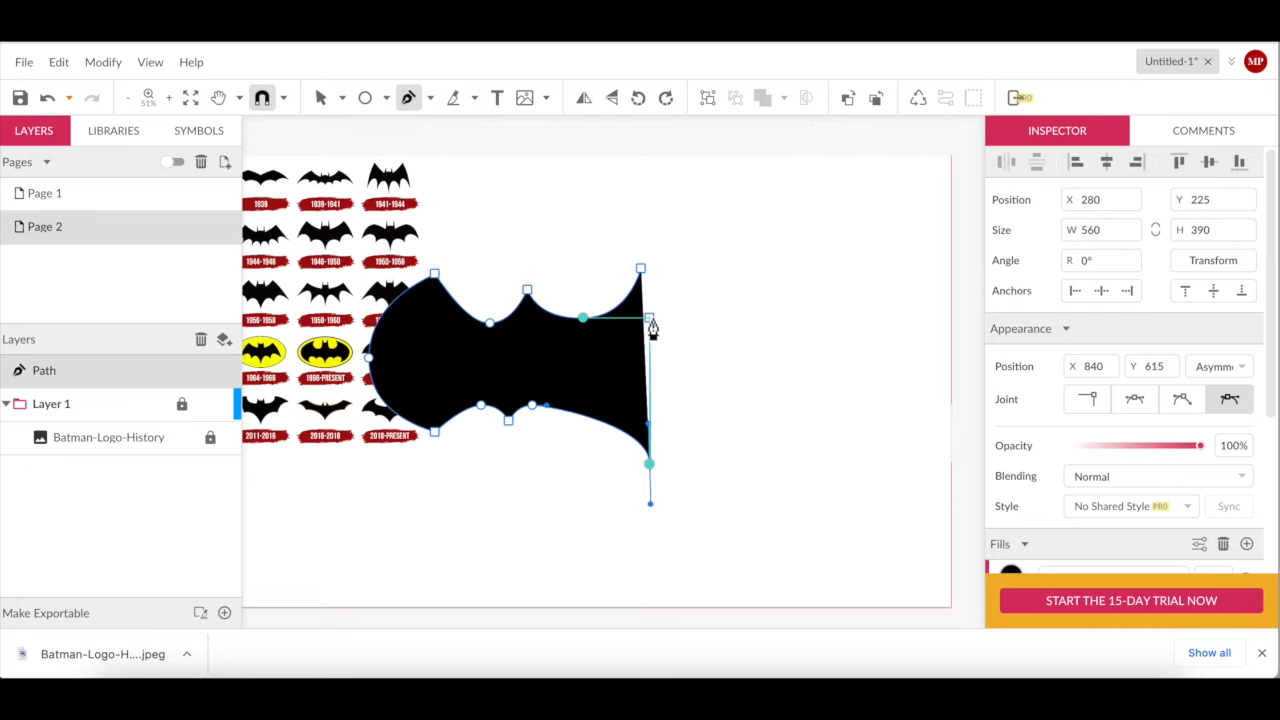 File Edit Modify View Help
Untitled-1* MP
- 51% + T PRO
LAYERS LIBRARIES SYMBOLS
INSPECTOR COMMENTS
Pages
Page 1
Page 2
Layers
Path
Layer 1
Batman-Logo-History
Make Exportable
1939 1939-1941 1941-1944
1944-1946 1946-1950 1950-1956
1956-1958 1958-1960
1964-1966 1966-PRESENT
2011-2016 2016-2018 2018-PRESENT
Position X 280 Y 225
Size W 560 H 390
Angle R 0° Transform
Anchors
Appearance
Position X 840 Y 615 Asymm
Joint
Opacity 100%
Blending Normal
Style No Shared Style PRO Sync
Fills
START THE 15-DAY TRIAL NOW
Batman-Logo-H....jpeg
Show all